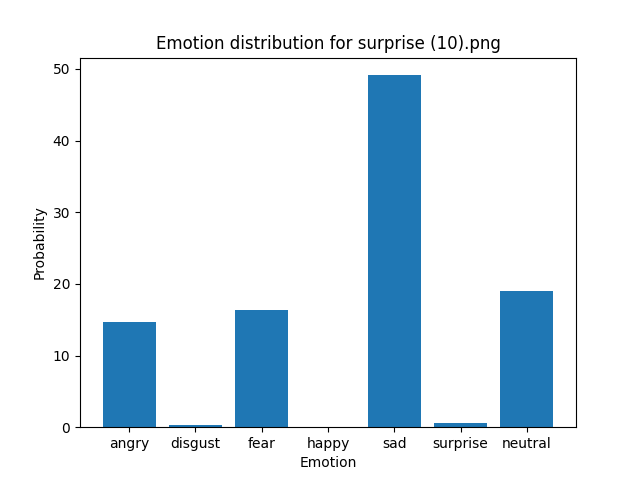 Emotion distribution for surprise (10).png
50
40
30
20
10
0
Probability
angry disgust fear happy sad surprise neutral
Emotion